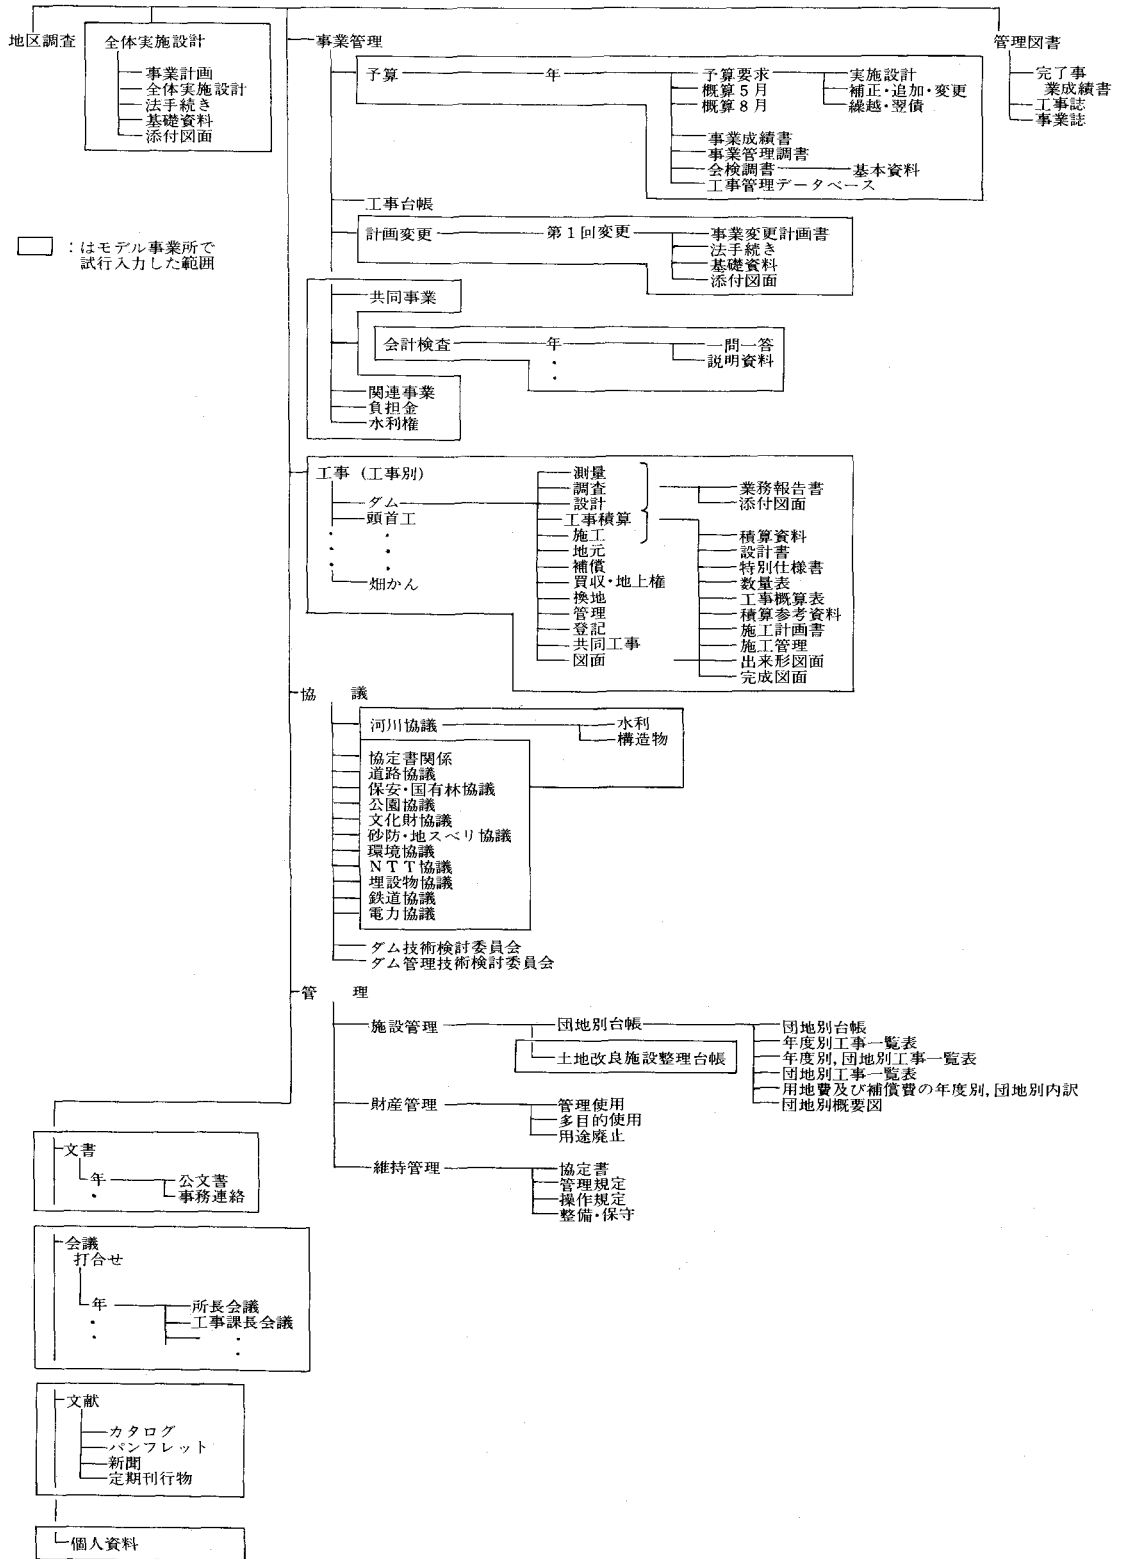 地区調査
全体実施設計
事業計画
全体実施設計
法手続き
基礎資料
添付図面
□：はモデル事業所で
試行入力した範囲
事業管理
予算
年
予算要求
実施設計
概算5月
補正・追加・変更
概算8月
繰越・翌債
事業成績書
事業管理調書
会検調書
基本資料
工事管理データベース
工事台帳
計画変更
第1回変更
事業変更計画書
法手続き
基礎資料
添付図面
共同事業
会計検査
年
一問一答
説明資料
関連事業
負担金
水利権
管理図書
完了事
業成績書
工事誌
事業誌
工事（工事別）
ダム
頭首工
畑かん
測量
調査
設計
工事積算
施工
地元
補償
買収・地上権
換地
管理
登記
共同工事
図面
業務報告書
添付図面
積算資料
設計書
特別仕様書
数量表
工事概算表
積算参考資料
施工計画書
施工管理
出来形図面
完成図面
協　議
河川協議
水利
構造物
協定書関係
道路協議
保安・国有林協議
公園協議
文化財協議
砂防・地スベリ協議
環境協議
ＮＴＴ協議
埋設物協議
鉄道協議
電力協議
ダム技術検討委員会
ダム管理技術検討委員会
管　理
施設管理
団地別台帳
土地改良施設整理台帳
団地別台帳
年度別工事一覧表
年度別,団地別工事一覧表
団地別工事一覧表
用地費及び補償費の年度別,団地別内訳
団地別概要図
財産管理
管理使用
多目的使用
用途廃止
維持管理
協定書
管理規定
操作規定
整備・保守
文書
年
公文書
事務連絡
会議
打合せ
年
所長会議
工事課長会議
文献
カタログ
パンフレット
新聞
定期刊行物
個人資料